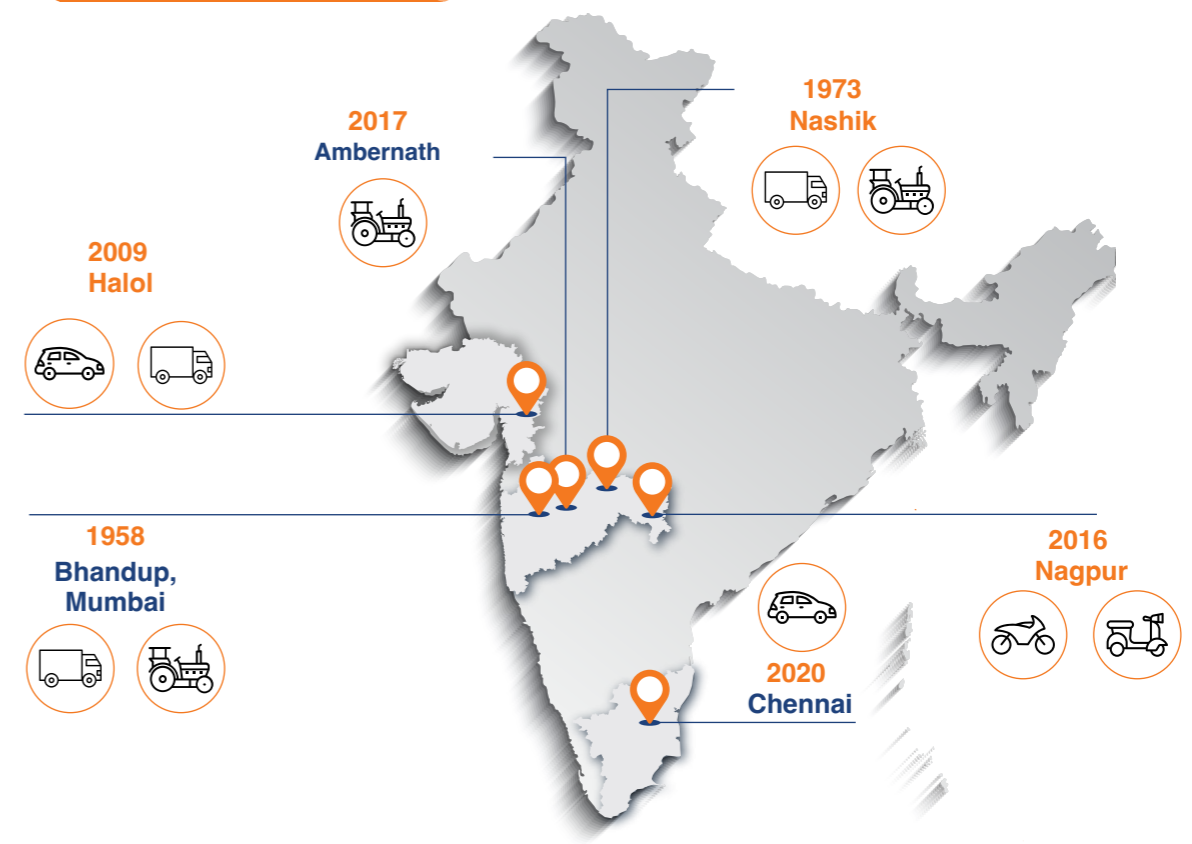 1973
Nashik
2017
Ambernath
2009
Halol
1958
Bhandup,
Mumbai
2016
Nagpur
2020
Chennai